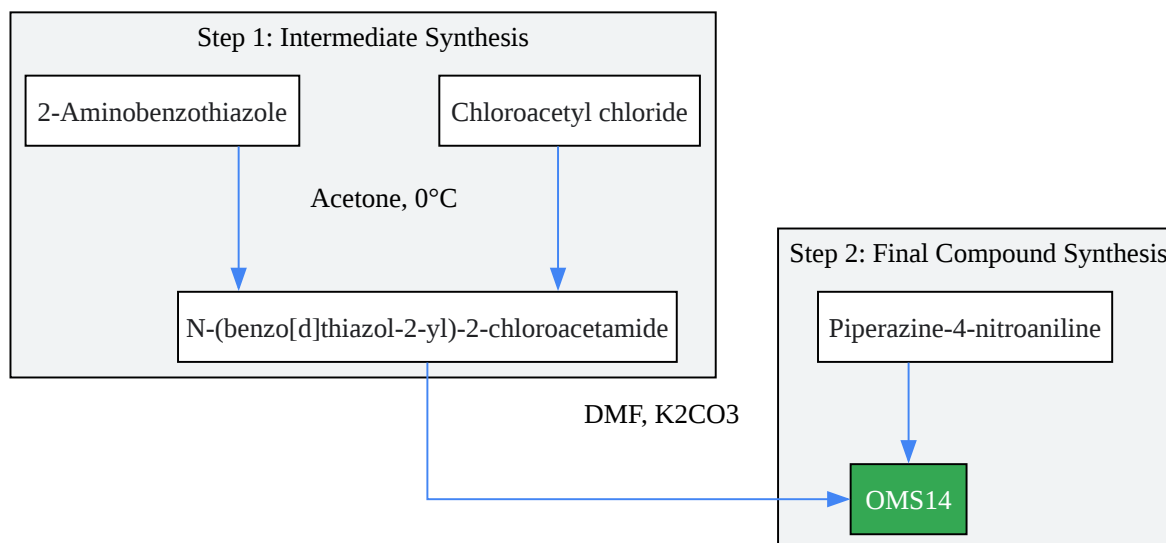 Step 1: Intermediate Synthesis
2-Aminobenzothiazole
Chloroacetyl chloride
Acetone, 0°C
N-(benzo[d]thiazol-2-yl)-2-chloroacetamide
Step 2: Final Compound Synthesis
Piperazine-4-nitroaniline
DMF, K2CO3
OMS14